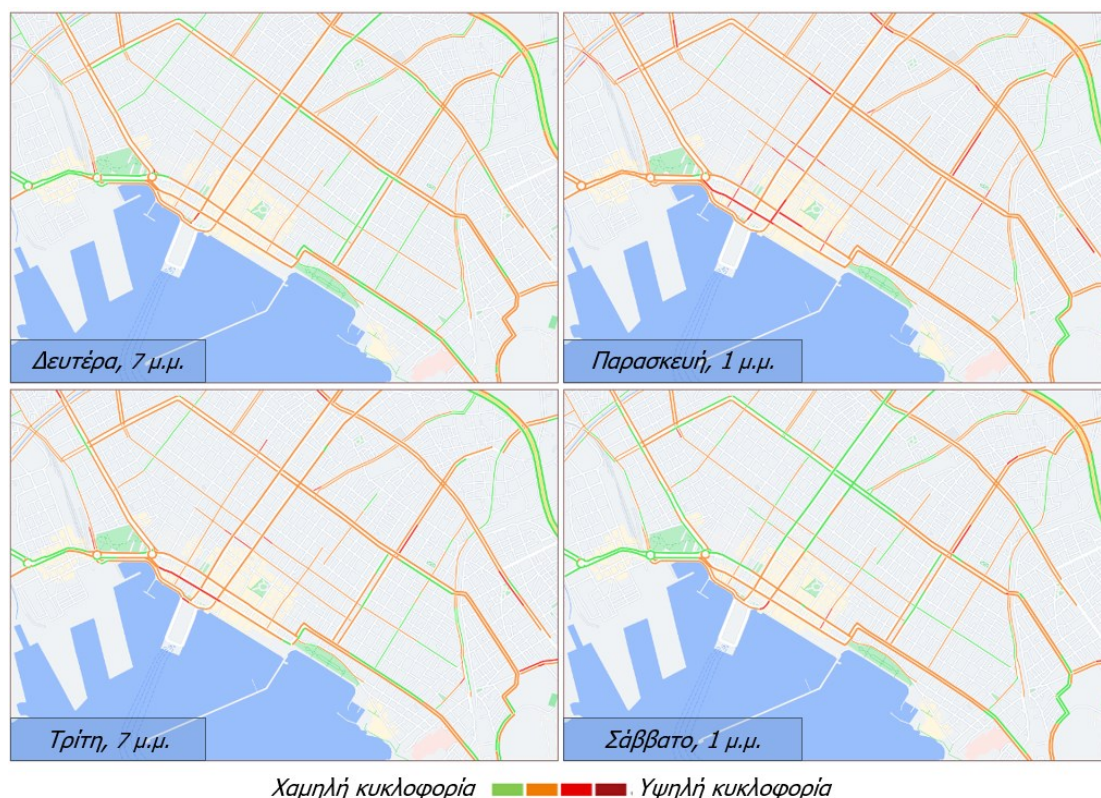 Δευτέρα, 7 μ.μ.
Παρασκευή, 1 μ.μ.
Τρίτη, 7 μ.μ.
Σάββατο, 1 μ.μ.
Χαμηλή κυκλοφορία Υψηλή κυκλοφορία